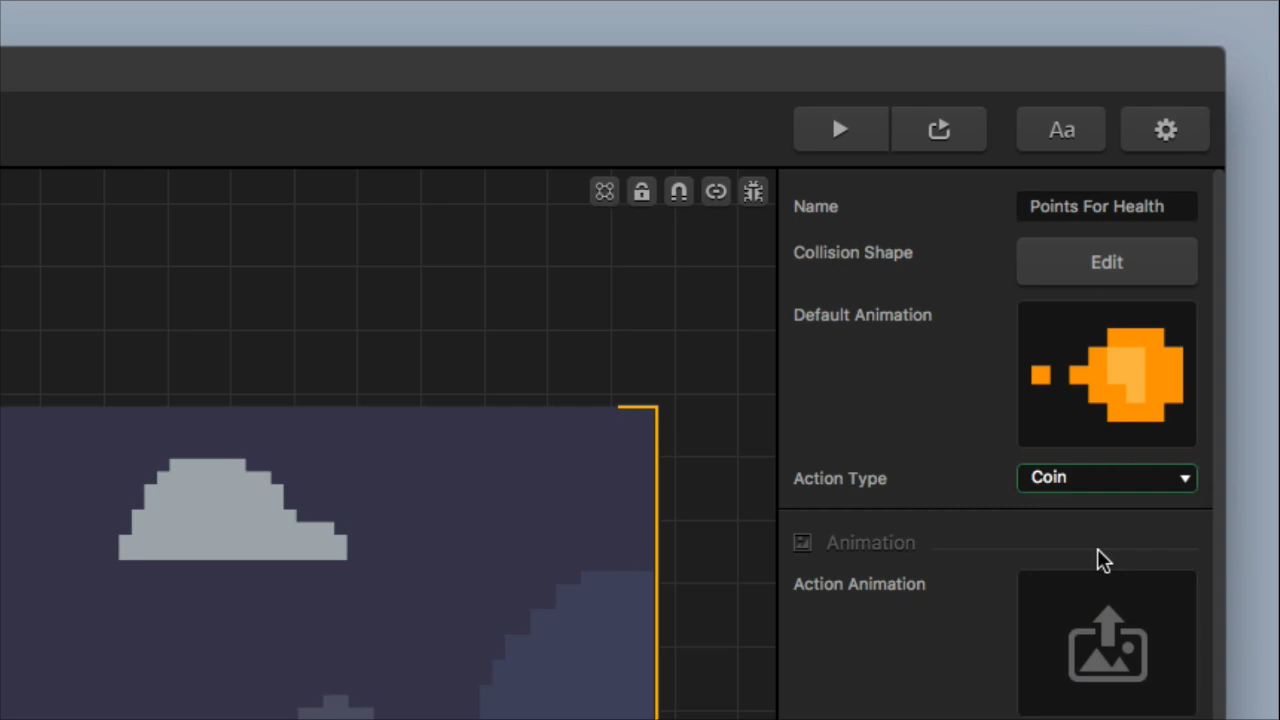 Aa
Name
Points For Health
Collision Shape
Edit
Default Animation
Action Type
Coin
Animation
Action Animation